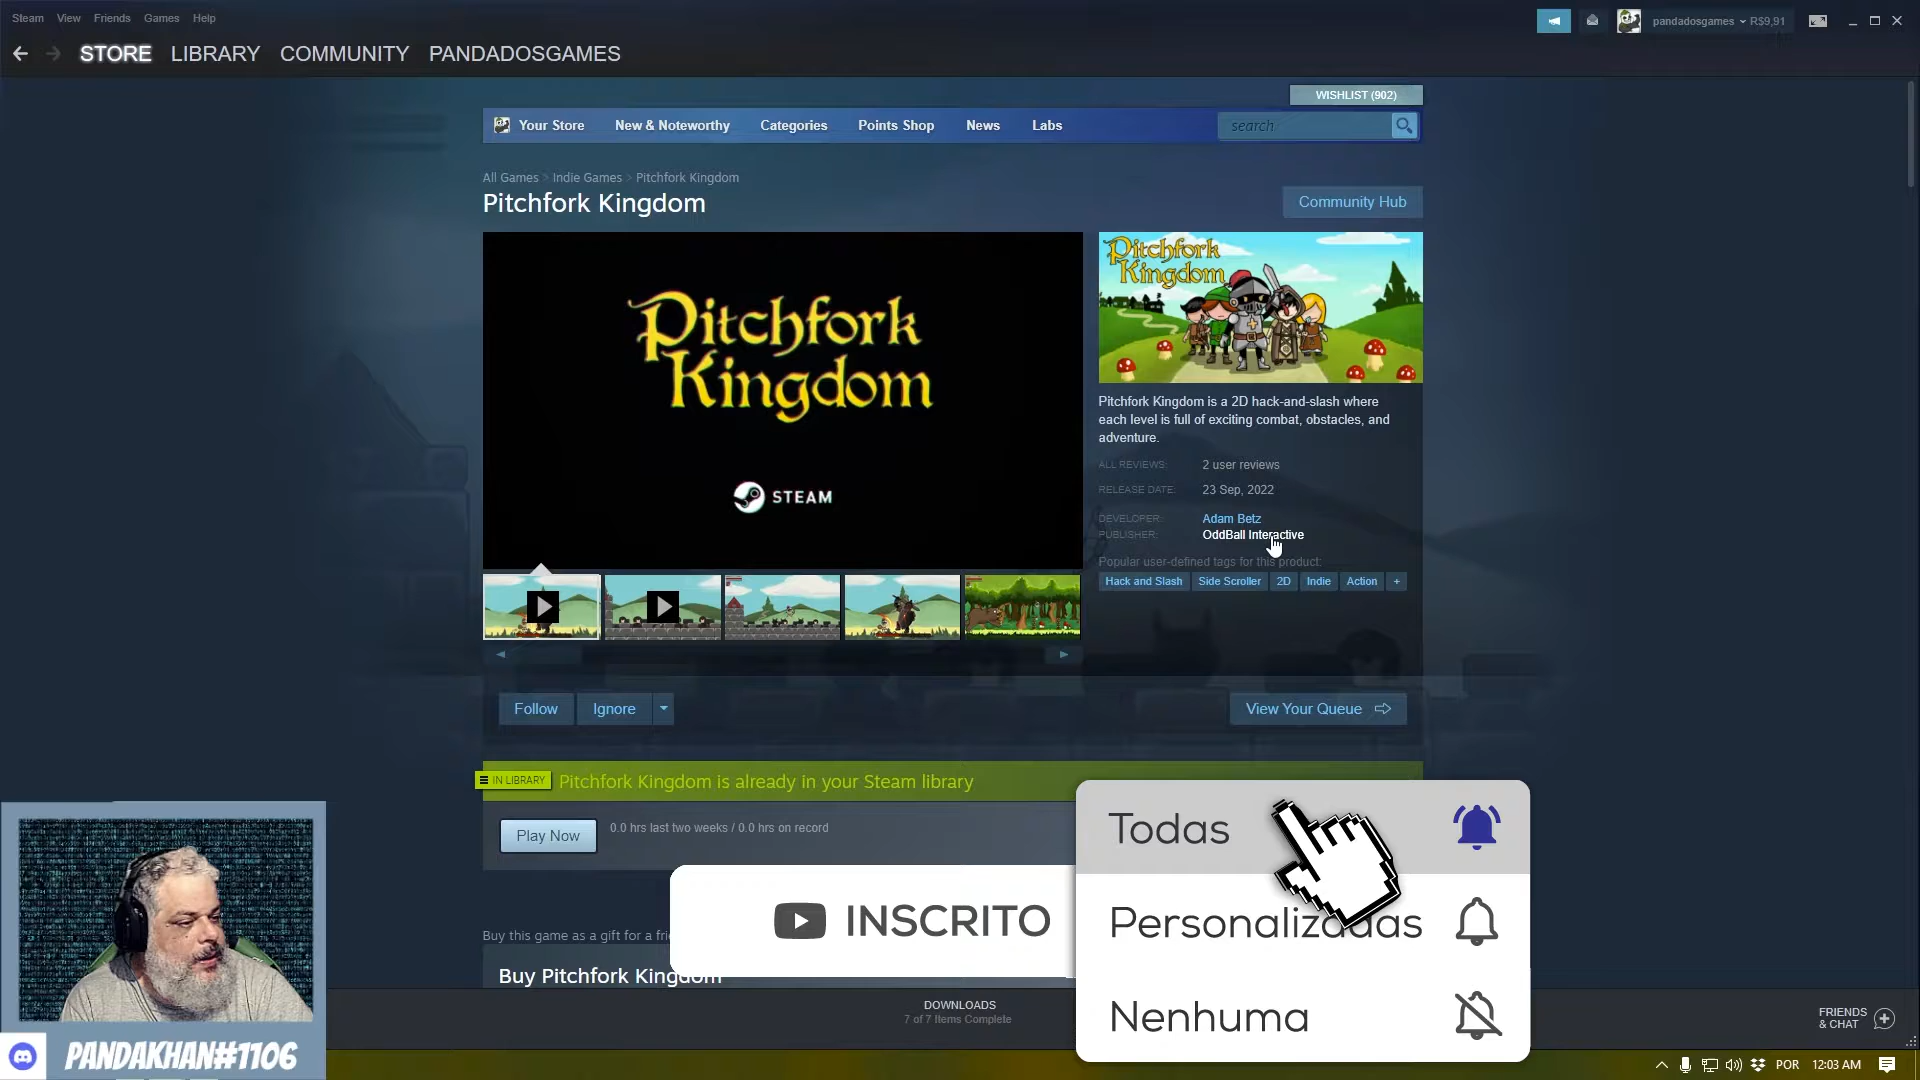 Steam View Friends Games Help
pandadosgames R$9,91
STORE LIBRARY COMMUNITY PANDADOSGAMES
WISHLIST (902)
Your Store New & Noteworthy Categories Points Shop News Labs
search
All Games > Indie Games > Pitchfork Kingdom
Pitchfork Kingdom
Community Hub
Pitchfork
Kingdom
STEAM
Pitchfork
Kingdom
Pitchfork Kingdom is a 2D hack-and-slash where
each level is full of exciting combat, obstacles, and
adventure.
ALL REVIEWS: 2 user reviews
RELEASE DATE: 23 Sep, 2022
DEVELOPER: Adam Betz
PUBLISHER: OddBall Interactive
Popular user-defined tags for this product:
Hack and Slash Side Scroller 2D Indie Action +
Follow Ignore
View Your Queue
IN LIBRARY Pitchfork Kingdom is already in your Steam library
Play Now 0.0 hrs last two weeks / 0.0 hrs on record
Todas
INSCRITO
Personalizadas
Nenhuma
Buy this game as a gift for a
Buy Pitchfork Kingdom
DOWNLOADS
7 of 7 Items Complete
FRIENDS
& CHAT
PANDAKHAN#1106
POR 12:03 AM